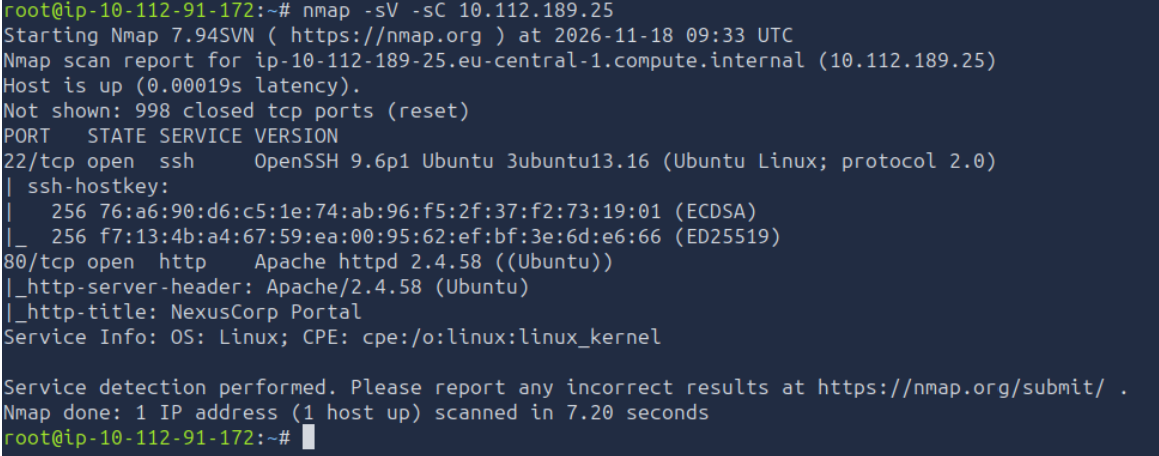 root@ip-10-112-91-172:~# nmap -sV -sC 10.112.189.25
Starting Nmap 7.94SVN ( https://nmap.org ) at 2026-11-18 09:33 UTC
Nmap scan report for ip-10-112-189-25.eu-central-1.compute.internal (10.112.189.25)
Host is up (0.00019s latency).
Not shown: 998 closed tcp ports (reset)
PORT   STATE SERVICE VERSION
22/tcp open  ssh     OpenSSH 9.6p1 Ubuntu 3ubuntu13.16 (Ubuntu Linux; protocol 2.0)
| ssh-hostkey:
|   256 76:a6:90:d6:c5:1e:74:ab:96:f5:2f:37:f2:73:19:01 (ECDSA)
|_  256 f7:13:4b:a4:67:59:ea:00:95:62:ef:bf:3e:6d:e6:66 (ED25519)
80/tcp open  http    Apache httpd 2.4.58 ((Ubuntu))
|_http-server-header: Apache/2.4.58 (Ubuntu)
|_http-title: NexusCorp Portal
Service Info: OS: Linux; CPE: cpe:/o:linux:linux_kernel

Service detection performed. Please report any incorrect results at https://nmap.org/submit/ .
Nmap done: 1 IP address (1 host up) scanned in 7.20 seconds
root@ip-10-112-91-172:~#